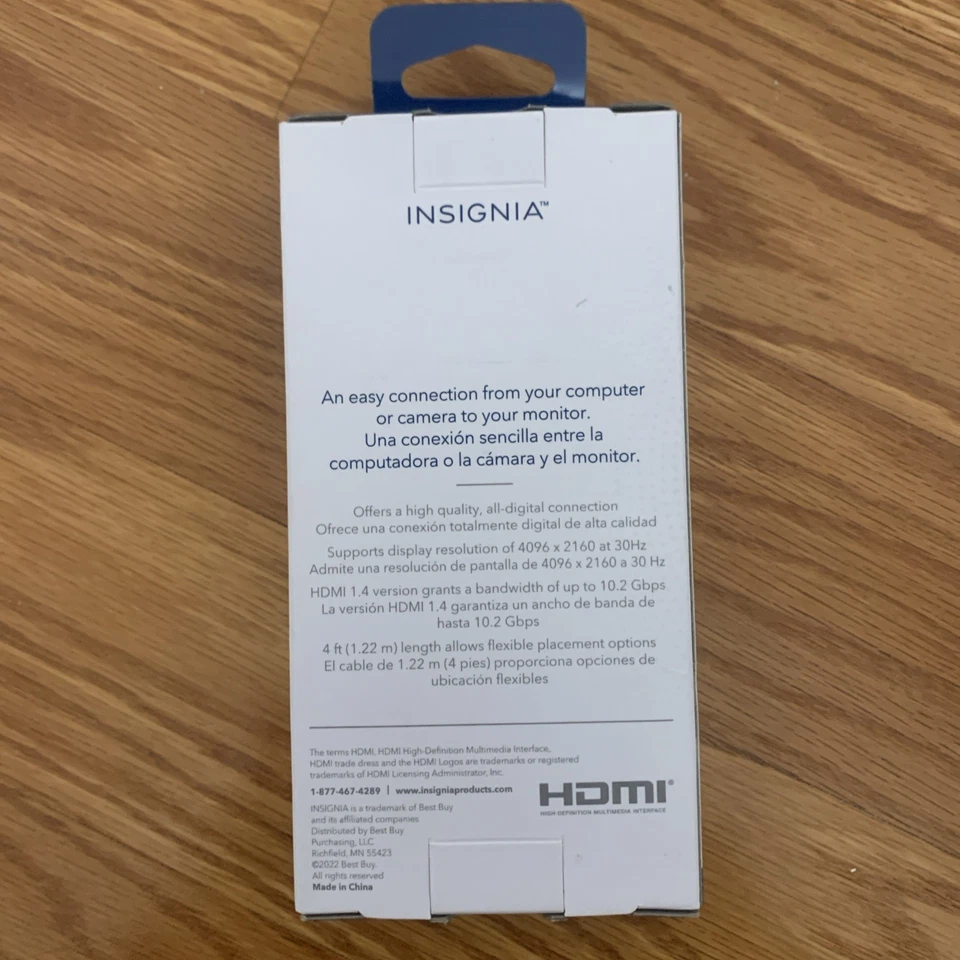 INSIGNIA™
An easy connection from your computer
or camera to your monitor.
Una conexión sencilla entre la
computadora o la cámara y el monitor.
Offers a high quality, all-digital connection
Ofrece una conexión totalmente digital de alta calidad
Supports display resolution of 4096 x 2160 at 30Hz
Admite una resolución de pantalla de 4096 x 2160 a 30 Hz
HDMI 1.4 version grants a bandwidth of up to 10.2 Gbps
La versión HDMI 1.4 garantiza un ancho de banda de
hasta 10.2 Gbps
4 ft (1.22 m) length allows flexible placement options
El cable de 1.22 m (4 pies) proporciona opciones de
ubicación flexibles
The terms HDMI, HDMI High-Definition Multimedia Interface,
HDMI trade dress and the HDMI Logos are trademarks or registered
trademarks of HDMI Licensing Administrator, Inc.
1-877-467-4289 | www.insigniaproducts.com
INSIGNIA is a trademark of Best Buy
and its affiliated companies
Distributed by Best Buy
Purchasing, LLC
Richfield, MN 55423
©2022 Best Buy.
All rights reserved
Made in China
HDMI®
HIGH DEFINITION MULTIMEDIA INTERFACE